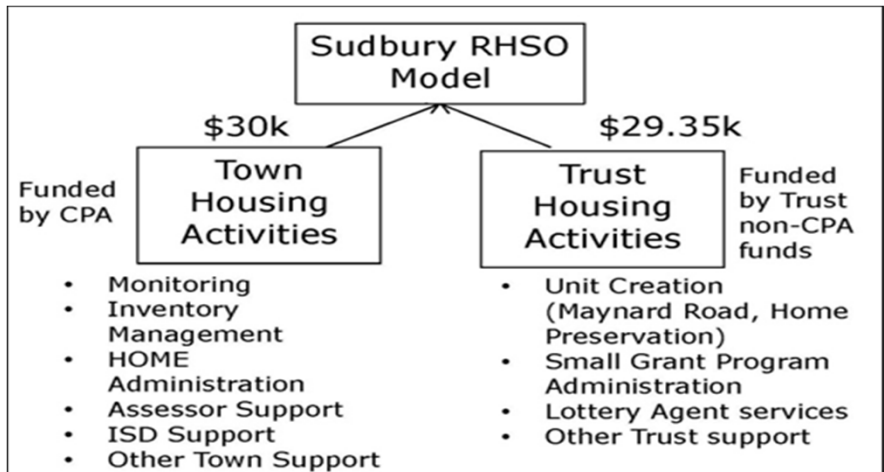 Sudbury RHSO
Model
$30k
$29.35k
Funded
by CPA
Town
Housing
Activities
Trust
Housing
Activities
Funded
by Trust
non-CPA
funds
• Monitoring
• Inventory
Management
• HOME
Administration
• Assessor Support
• ISD Support
• Other Town Support
• Unit Creation
(Maynard Road, Home
Preservation)
• Small Grant Program
Administration
• Lottery Agent services
• Other Trust support